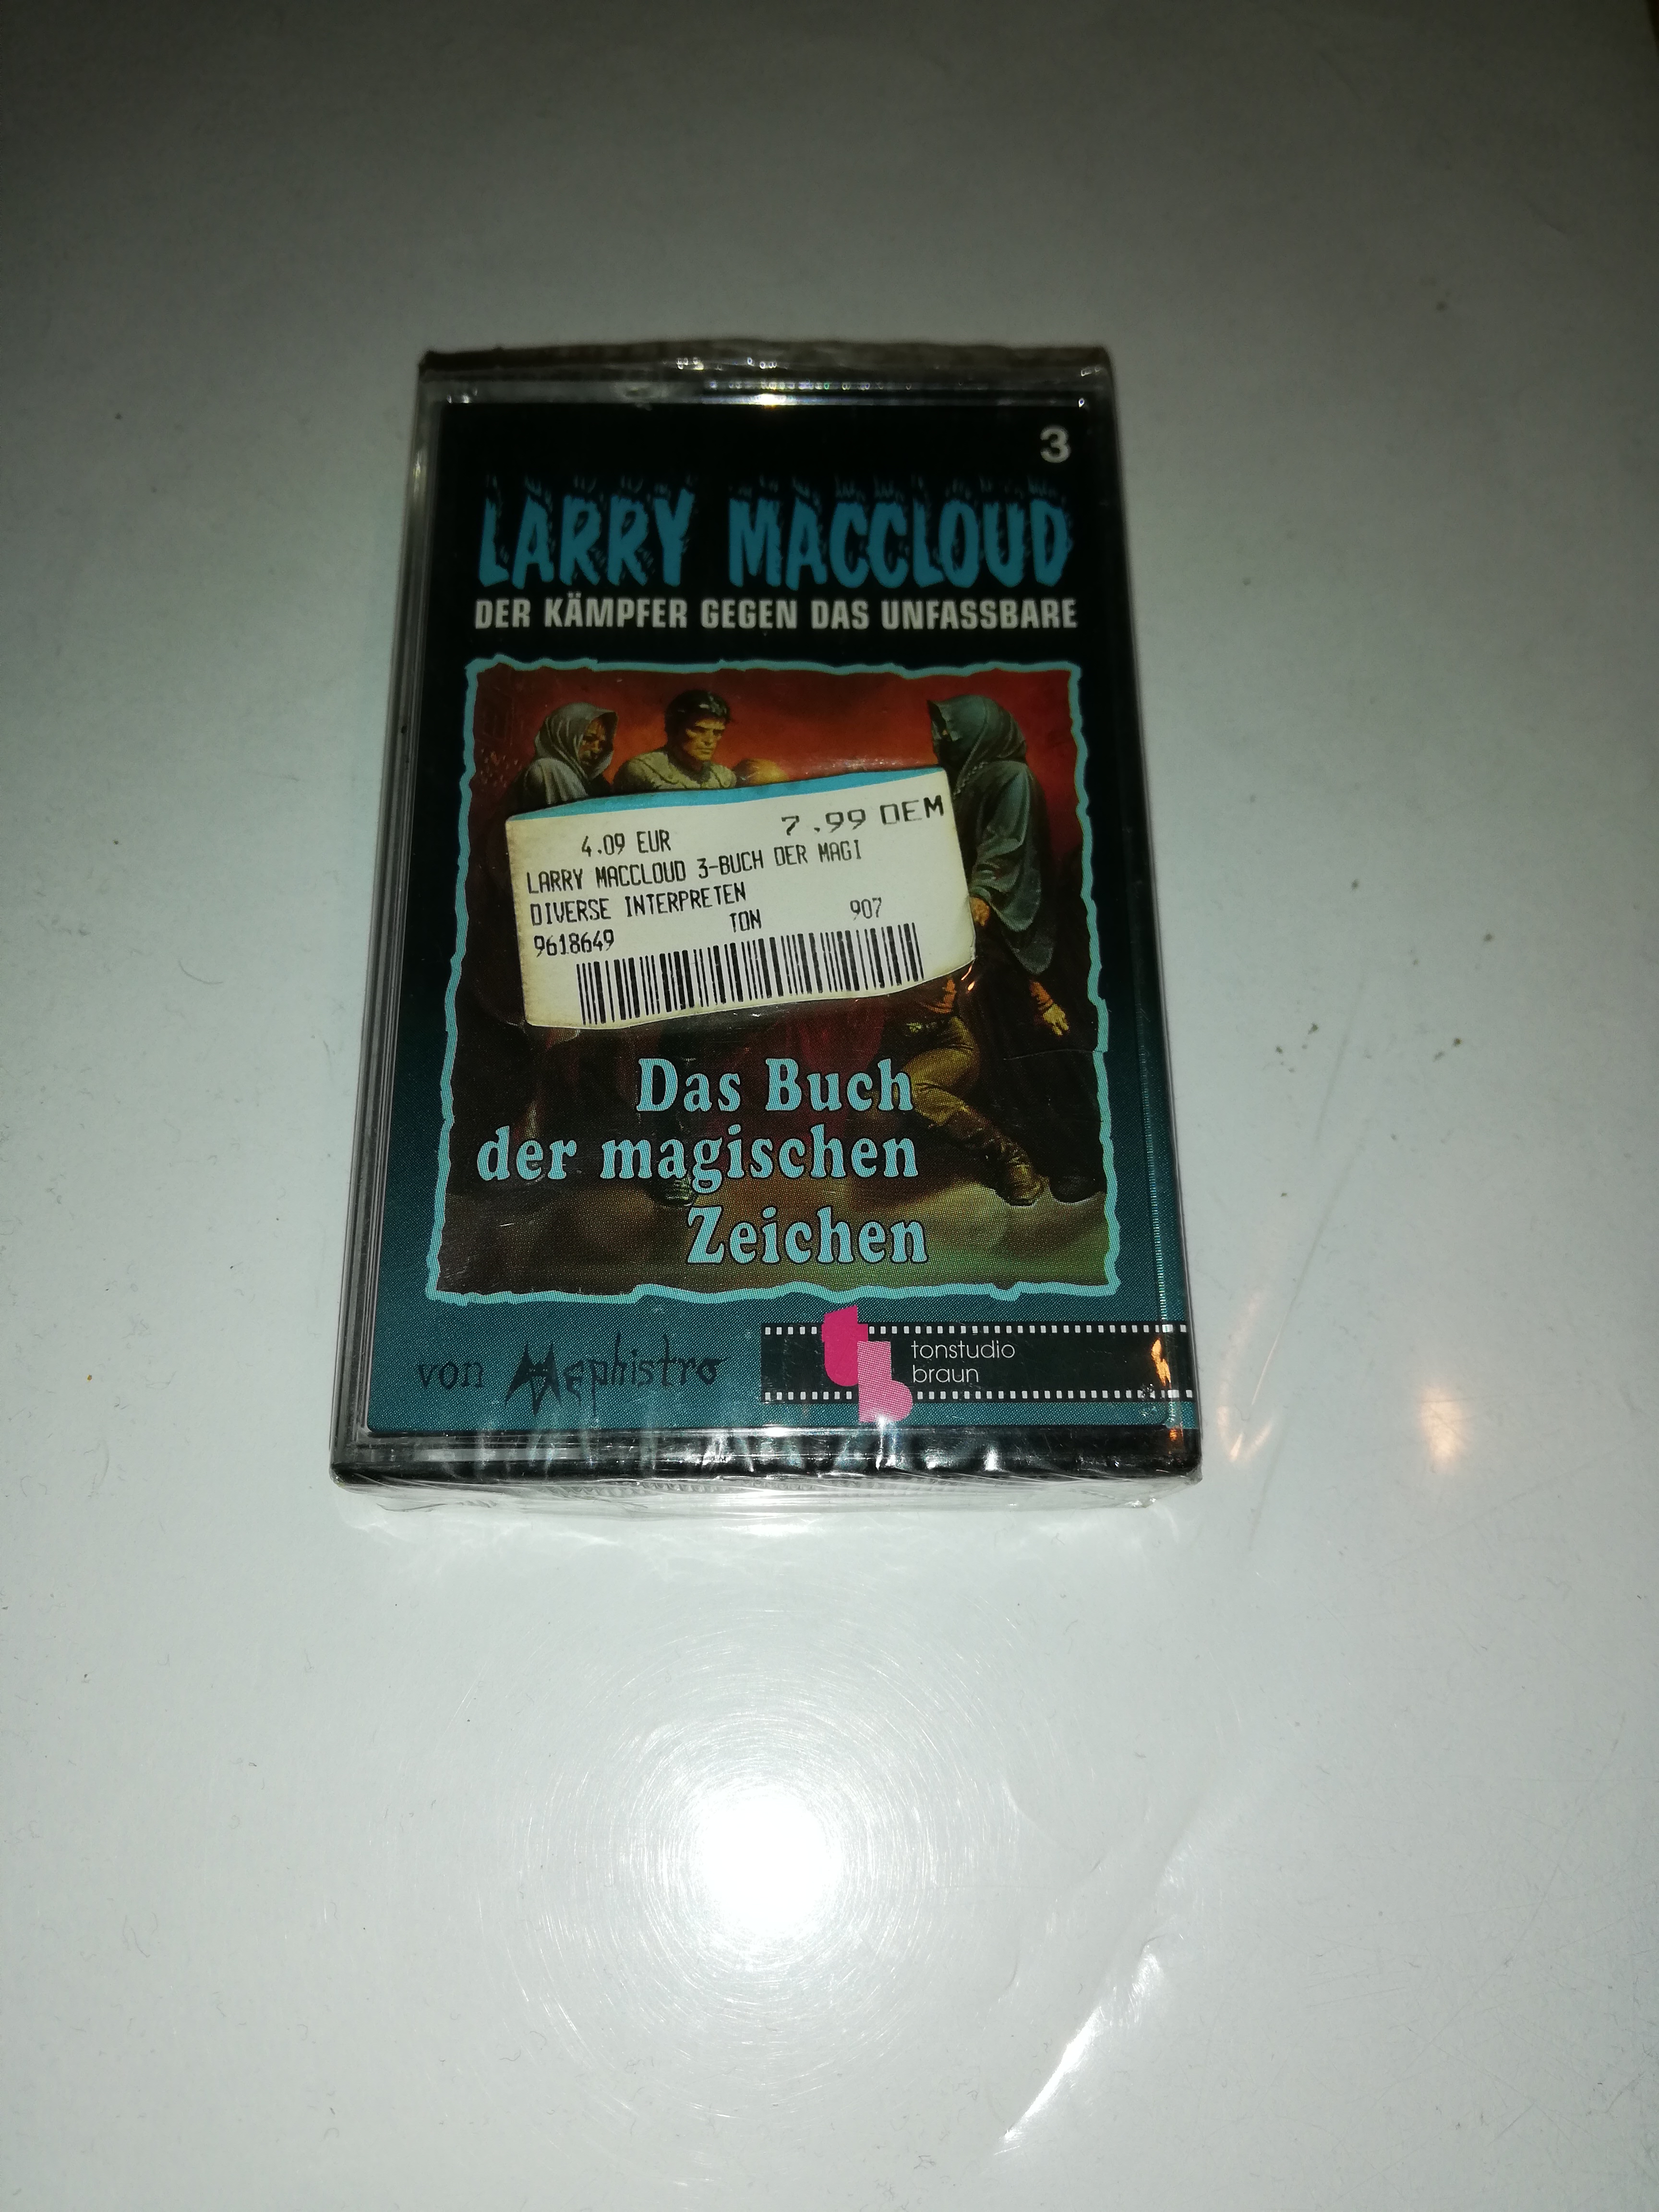 3
LARRY MACCLOUD
DER KÄMPFER GEGEN DAS UNFASSBARE
4.09 EUR 7.99 DEM
LARRY MACCLOUD 3-BUCH DER MAGI
DIVERSE INTERPRETEN
9618649 TON 907
Das Buch
der magischen
Zeichen
von Mephistro
tb
tonstudio
braun